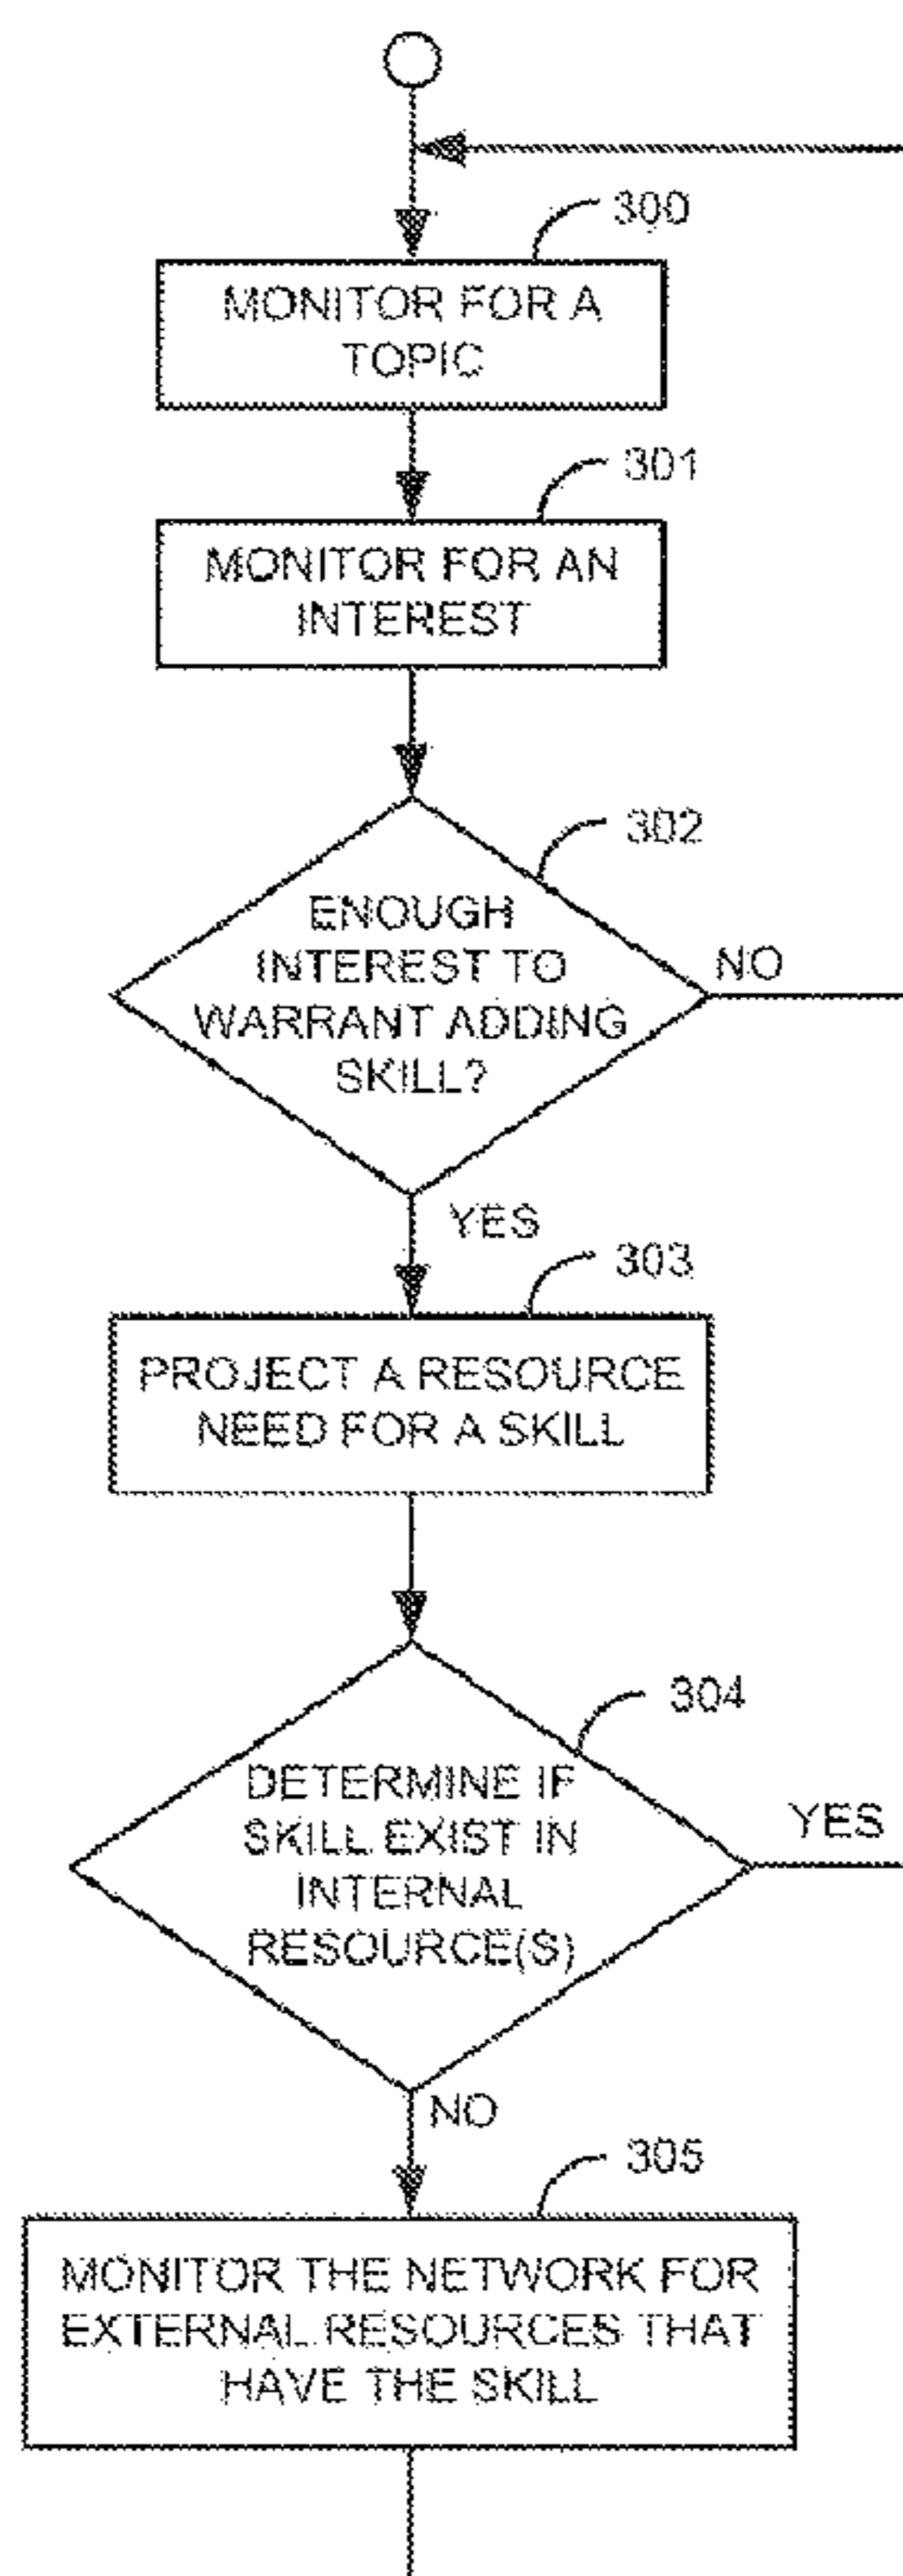 300
MONITOR FOR A
TOPIC
301
MONITOR FOR AN
INTEREST
302
ENOUGH
INTEREST TO
WARRANT ADDING
SKILL?
NO
YES
303
PROJECT A RESOURCE
NEED FOR A SKILL
304
DETERMINE IF
SKILL EXIST IN
INTERNAL
RESOURCE(S)
YES
NO
305
MONITOR THE NETWORK FOR
EXTERNAL RESOURCES THAT
HAVE THE SKILL